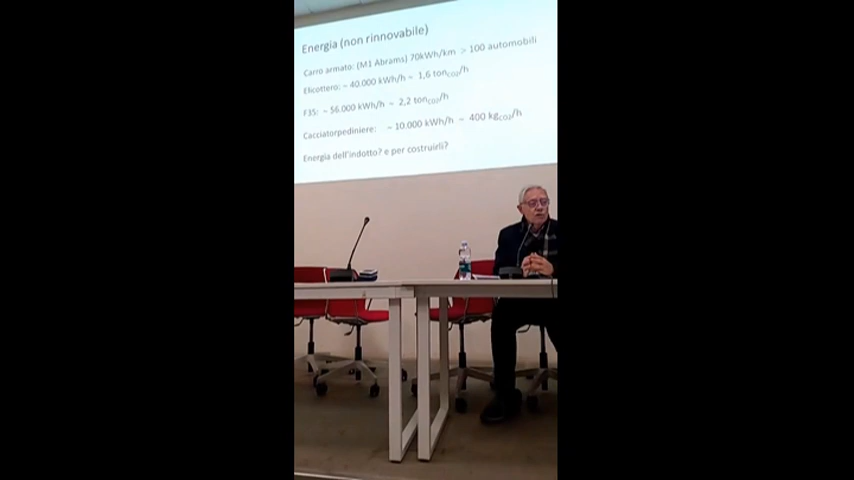 Energia (non rinnovabile)
Carro armato: (M1 Abrams) 70kWh/km > 100 automobili
Elicottero: ~ 40.000 kWh/h ~ 1,6 tonCO2/h
F35: ~ 56.000 kWh/h ~ 2,2 tonCO2/h
Cacciatorpediniere: ~ 10.000 kWh/h ~ 400 kgCO2/h
Energia dell'indotto? e per costruirli?